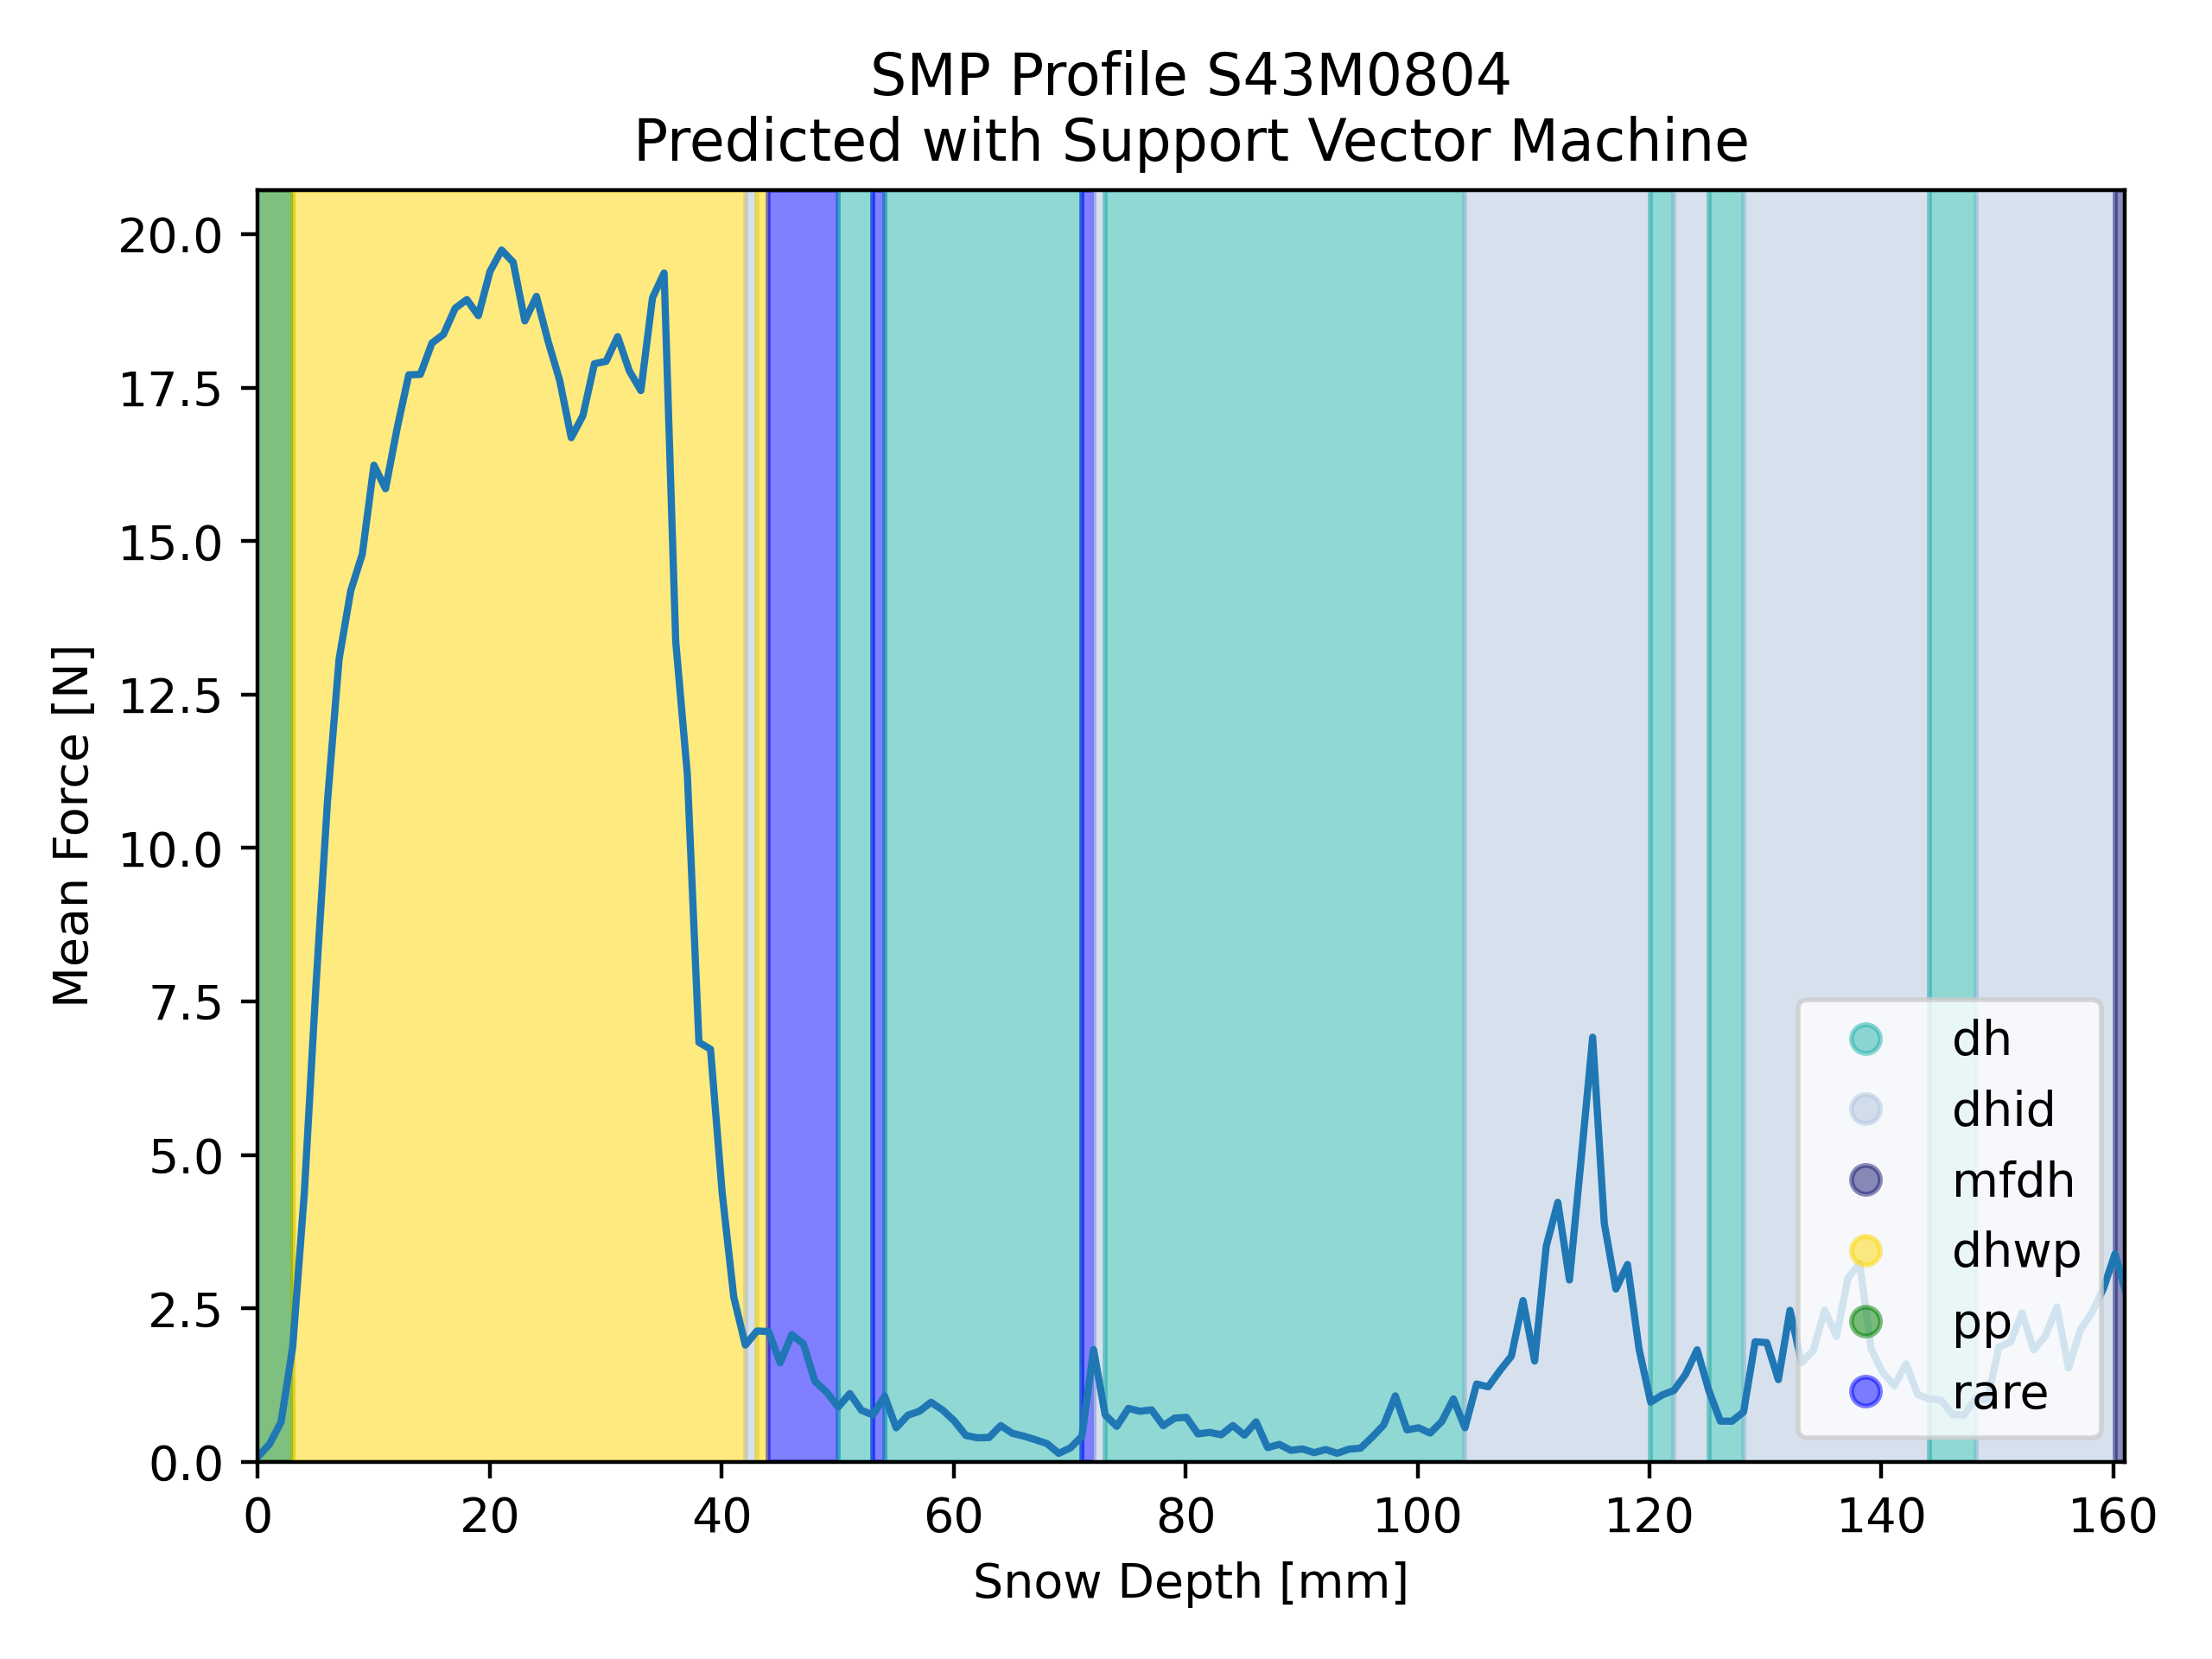 SMP Profile S43M0804
Predicted with Support Vector Machine
Mean Force [N]
20.0
17.5
15.0
12.5
10.0
7.5
5.0
2.5
0.0
dh
dhid
mfdh
dhwp
pp
rare
0 20 40 60 80 100 120 140 160
Snow Depth [mm]